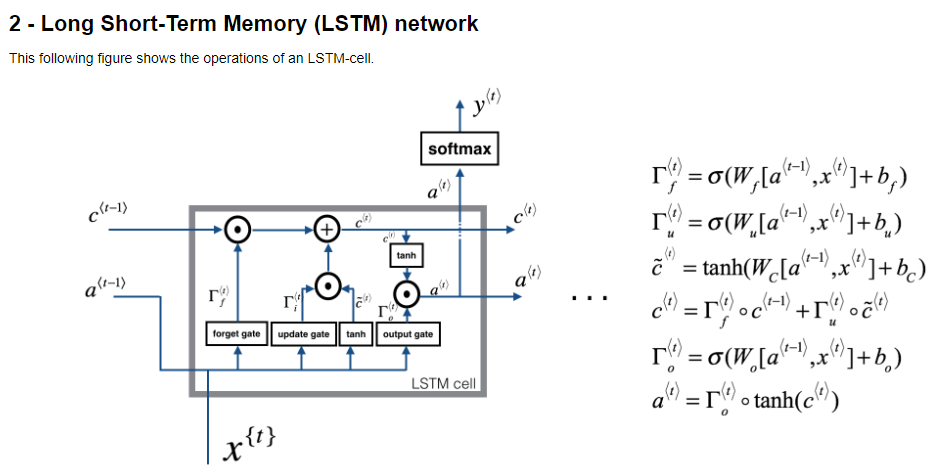 2 - Long Short-Term Memory (LSTM) network
This following figure shows the operations of an LSTM-cell.
y⟨t⟩
softmax
a⟨t⟩
c⟨t−1⟩
c⟨t⟩
c⟨t⟩
c⟨t⟩
tanh
a⟨t−1⟩
Γf⟨t⟩
Γi⟨t⟩
c̃⟨t⟩
Γo⟨t⟩
a⟨t⟩
a⟨t⟩
forget gate
update gate
tanh
output gate
LSTM cell
x{t}
. . .
Γf⟨t⟩ = σ(Wf[a⟨t−1⟩,x⟨t⟩]+bf)
Γu⟨t⟩ = σ(Wu[a⟨t−1⟩,x⟨t⟩]+bu)
c̃⟨t⟩ = tanh(WC[a⟨t−1⟩,x⟨t⟩]+bC)
c⟨t⟩ = Γf⟨t⟩∘c⟨t−1⟩+Γu⟨t⟩∘c̃⟨t⟩
Γo⟨t⟩ = σ(Wo[a⟨t−1⟩,x⟨t⟩]+bo)
a⟨t⟩ = Γo⟨t⟩∘tanh(c⟨t⟩)